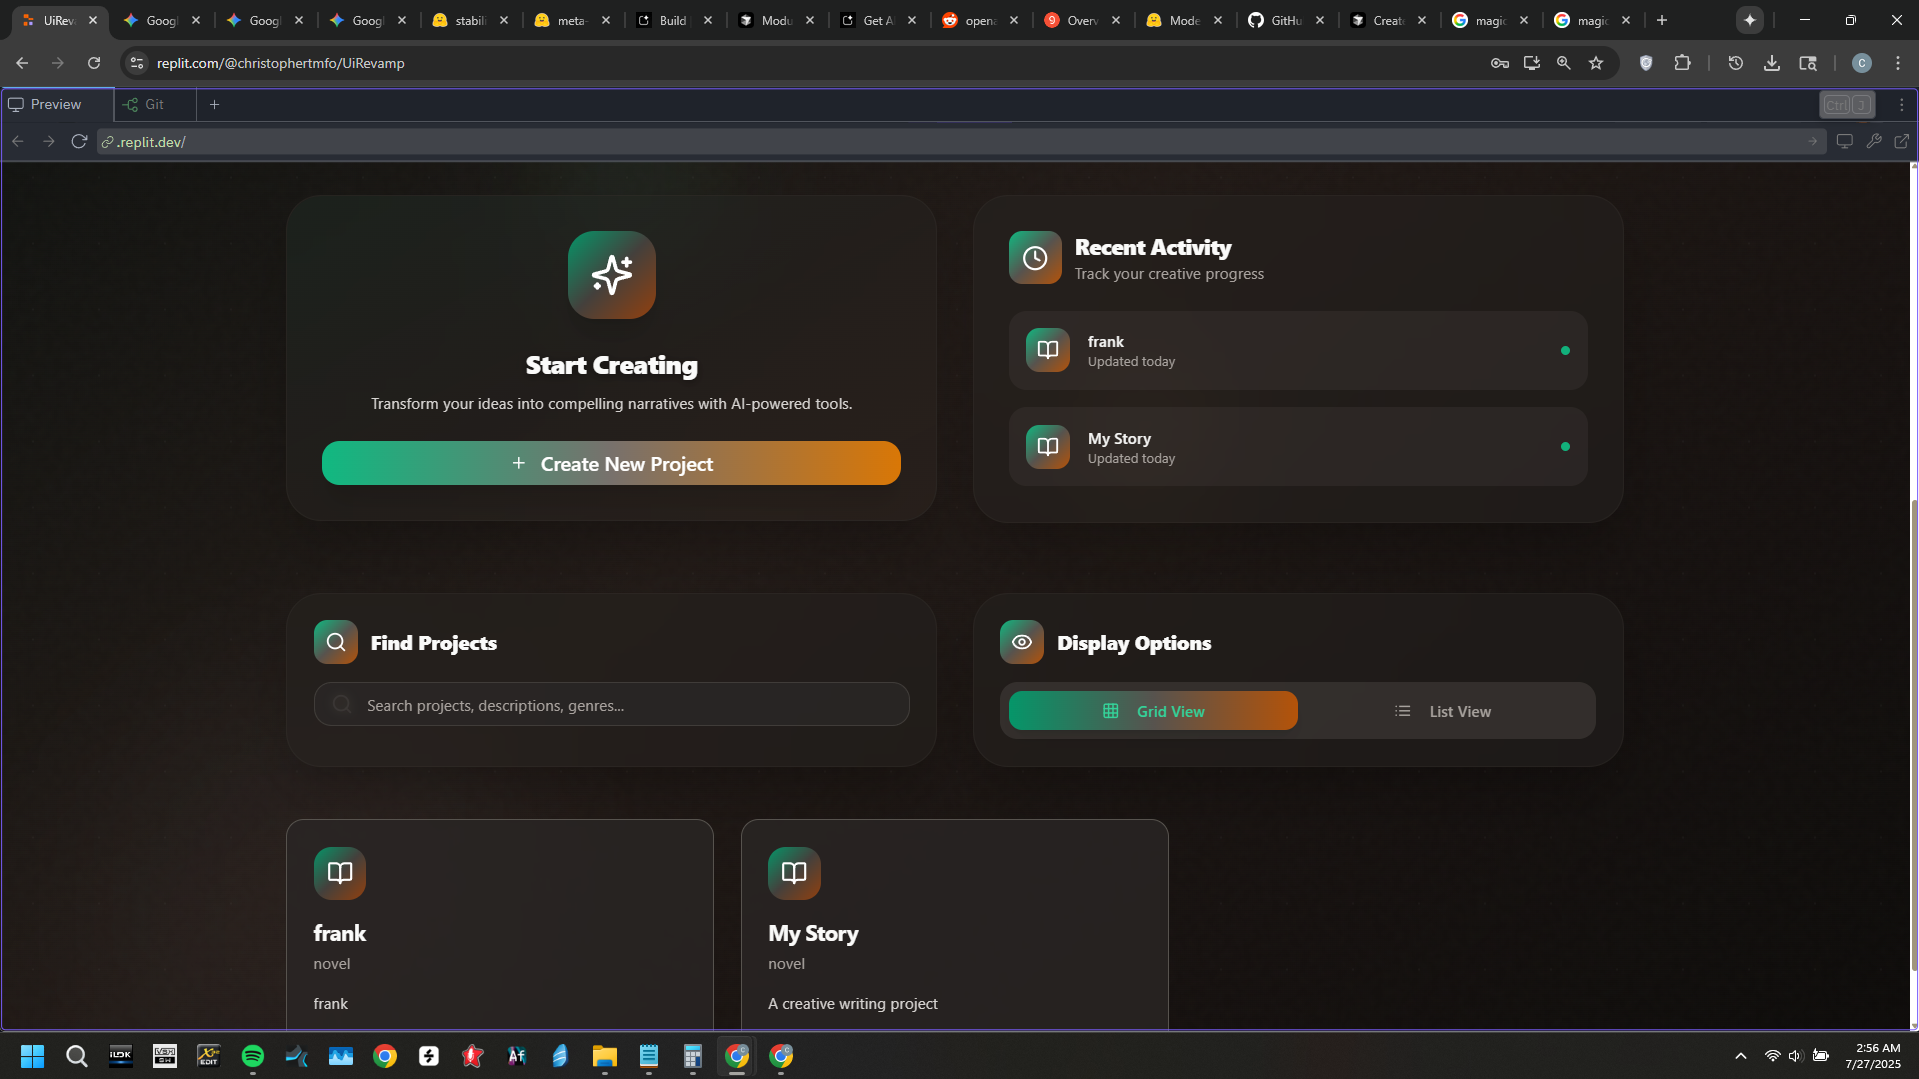 UiReva
Googl
Googl
Googl
stabili
meta-
Build
Modu
Get A
opena
Overv
Mode
GitHu
Create
magic
magic
replit.com/@christophertmfo/UiRevamp
C
Preview
Git
Ctrl J
.replit.dev/
Start Creating
Transform your ideas into compelling narratives with AI-powered tools.
+ Create New Project
Recent Activity
Track your creative progress
frank
Updated today
My Story
Updated today
Find Projects
Search projects, descriptions, genres...
Display Options
Grid View
List View
frank
novel
frank
My Story
novel
A creative writing project
EDIT
Af
2:56 AM
7/27/2025